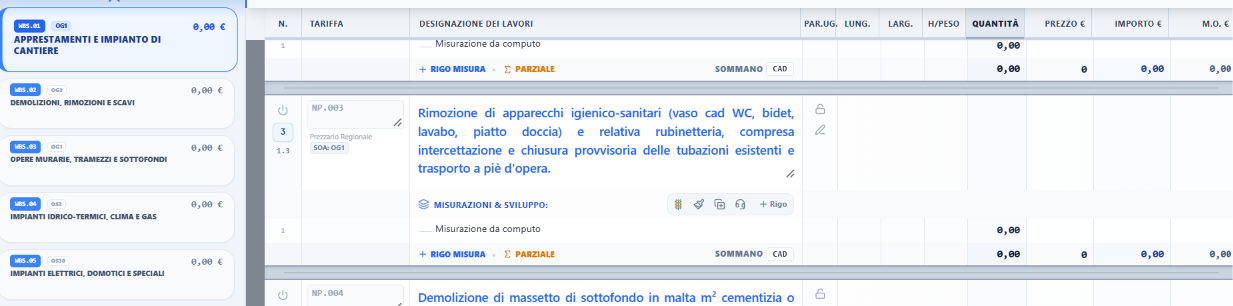 WBS.01 OG1 0,00 €
APPRESTAMENTI E IMPIANTO DI
CANTIERE
WBS.02 OG1 0,00 €
DEMOLIZIONI, RIMOZIONI E SCAVI
WBS.03 OG1 0,00 €
OPERE MURARIE, TRAMEZZI E SOTTOFONDI
WBS.04 0,00 €
IMPIANTI IDRICO-TERMICI, CLIMA E GAS
WBS.05 OS30 0,00 €
IMPIANTI ELETTRICI, DOMOTICI E SPECIALI
N. TARIFFA DESIGNAZIONE DEI LAVORI PAR.UG. LUNG. LARG. H/PESO QUANTITÀ PREZZO € IMPORTO € M.O. €
1 Misurazione da computo 0,00
+ RIGO MISURA Σ PARZIALE SOMMANO CAD 0,00 0 0,00 0,00
NP.003
3
1.3
Prezzario Regionale
SOA: OG1
Rimozione di apparecchi igienico-sanitari (vaso cad WC, bidet,
lavabo, piatto doccia) e relativa rubinetteria, compresa
intercettazione e chiusura provvisoria delle tubazioni esistenti e
trasporto a piè d'opera.
MISURAZIONI & SVILUPPO: + Rigo
1 Misurazione da computo 0,00
+ RIGO MISURA Σ PARZIALE SOMMANO CAD 0,00 0 0,00 0,00
NP.004
Demolizione di massetto di sottofondo in malta m² cementizia o